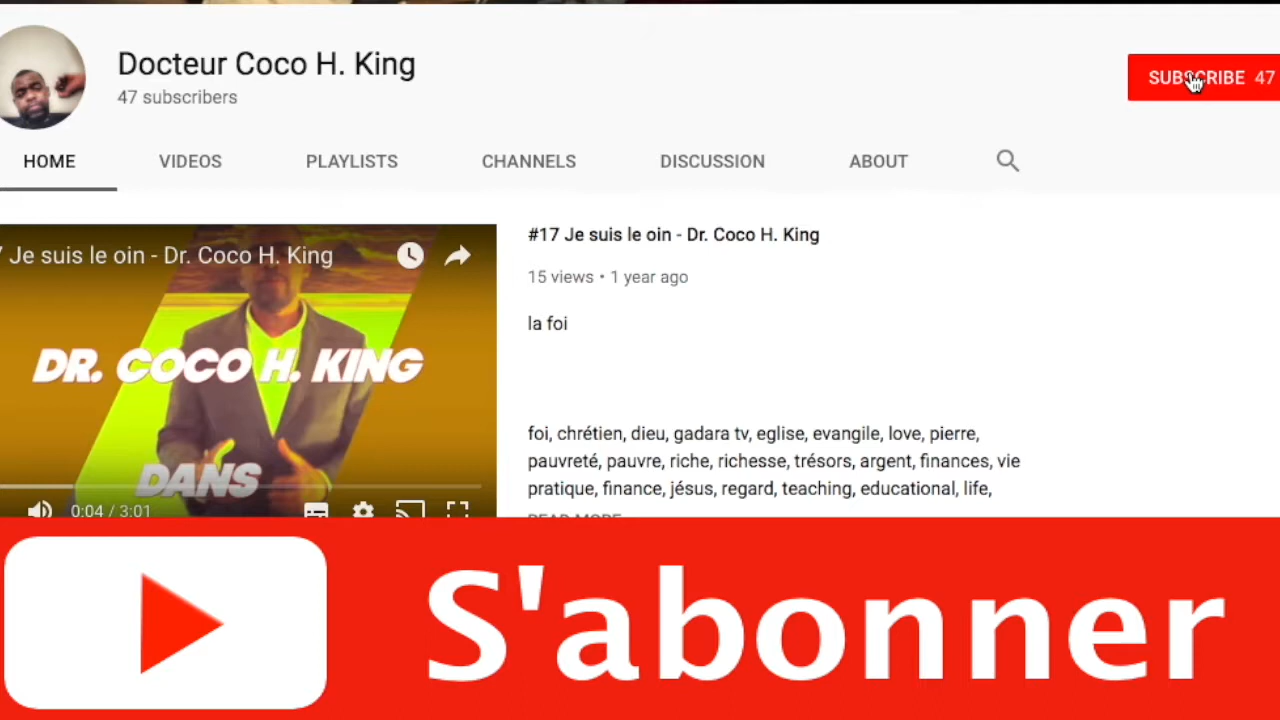 Docteur Coco H. King
47 subscribers
SUBSCRIBE 47
HOME VIDEOS PLAYLISTS CHANNELS DISCUSSION ABOUT
Je suis le oin - Dr. Coco H. King
DR. COCO H. KING
DANS
0:04 / 3:01
#17 Je suis le oin - Dr. Coco H. King
15 views • 1 year ago
la foi
foi, chrétien, dieu, gadara tv, eglise, evangile, love, pierre,
pauvreté, pauvre, riche, richesse, trésors, argent, finances, vie
pratique, finance, jésus, regard, teaching, educational, life,
READ MORE
S'abonner